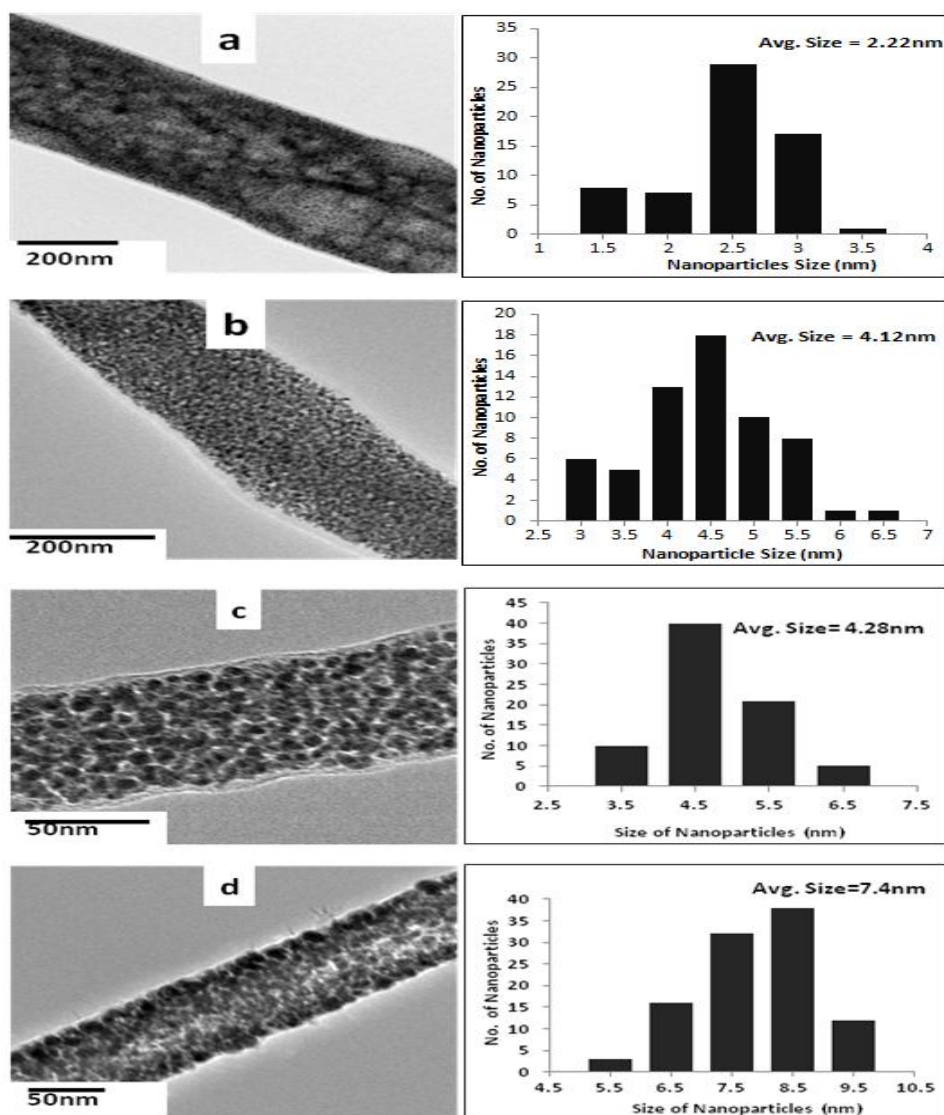 a
200nm
Avg. Size = 2.22nm
No. of Nanoparticles
35
30
25
20
15
10
5
0
1 1.5 2 2.5 3 3.5 4
Nanoparticles Size (nm)
b
200nm
Avg. Size = 4.12nm
No. of Nanoparticles
20
18
16
14
12
10
8
6
4
2
0
2.5 3 3.5 4 4.5 5 5.5 6 6.5 7
Nanoparticle Size (nm)
c
50nm
Avg. Size= 4.28nm
No. of Nanoparticles
45
40
35
30
25
20
15
10
5
0
2.5 3.5 4.5 5.5 6.5 7.5
Size of Nanoparticles (nm)
d
50nm
Avg. Size=7.4nm
No. of Nanoparticles
40
35
30
25
20
15
10
5
0
4.5 5.5 6.5 7.5 8.5 9.5 10.5
Size of Nanoparticles (nm)